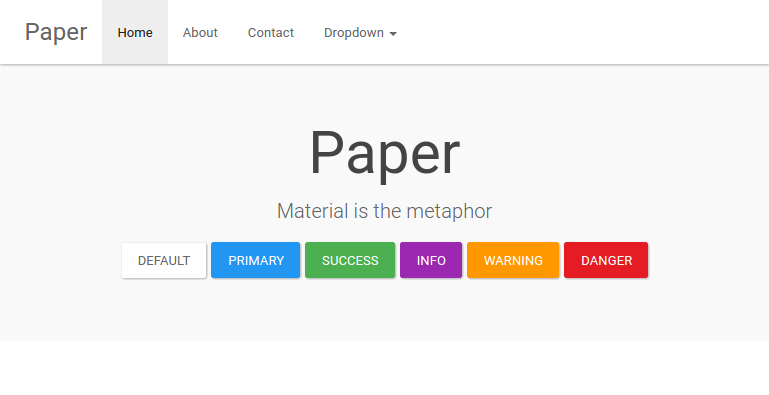 Paper Home About Contact Dropdown
Paper
Material is the metaphor
DEFAULT PRIMARY SUCCESS INFO WARNING DANGER